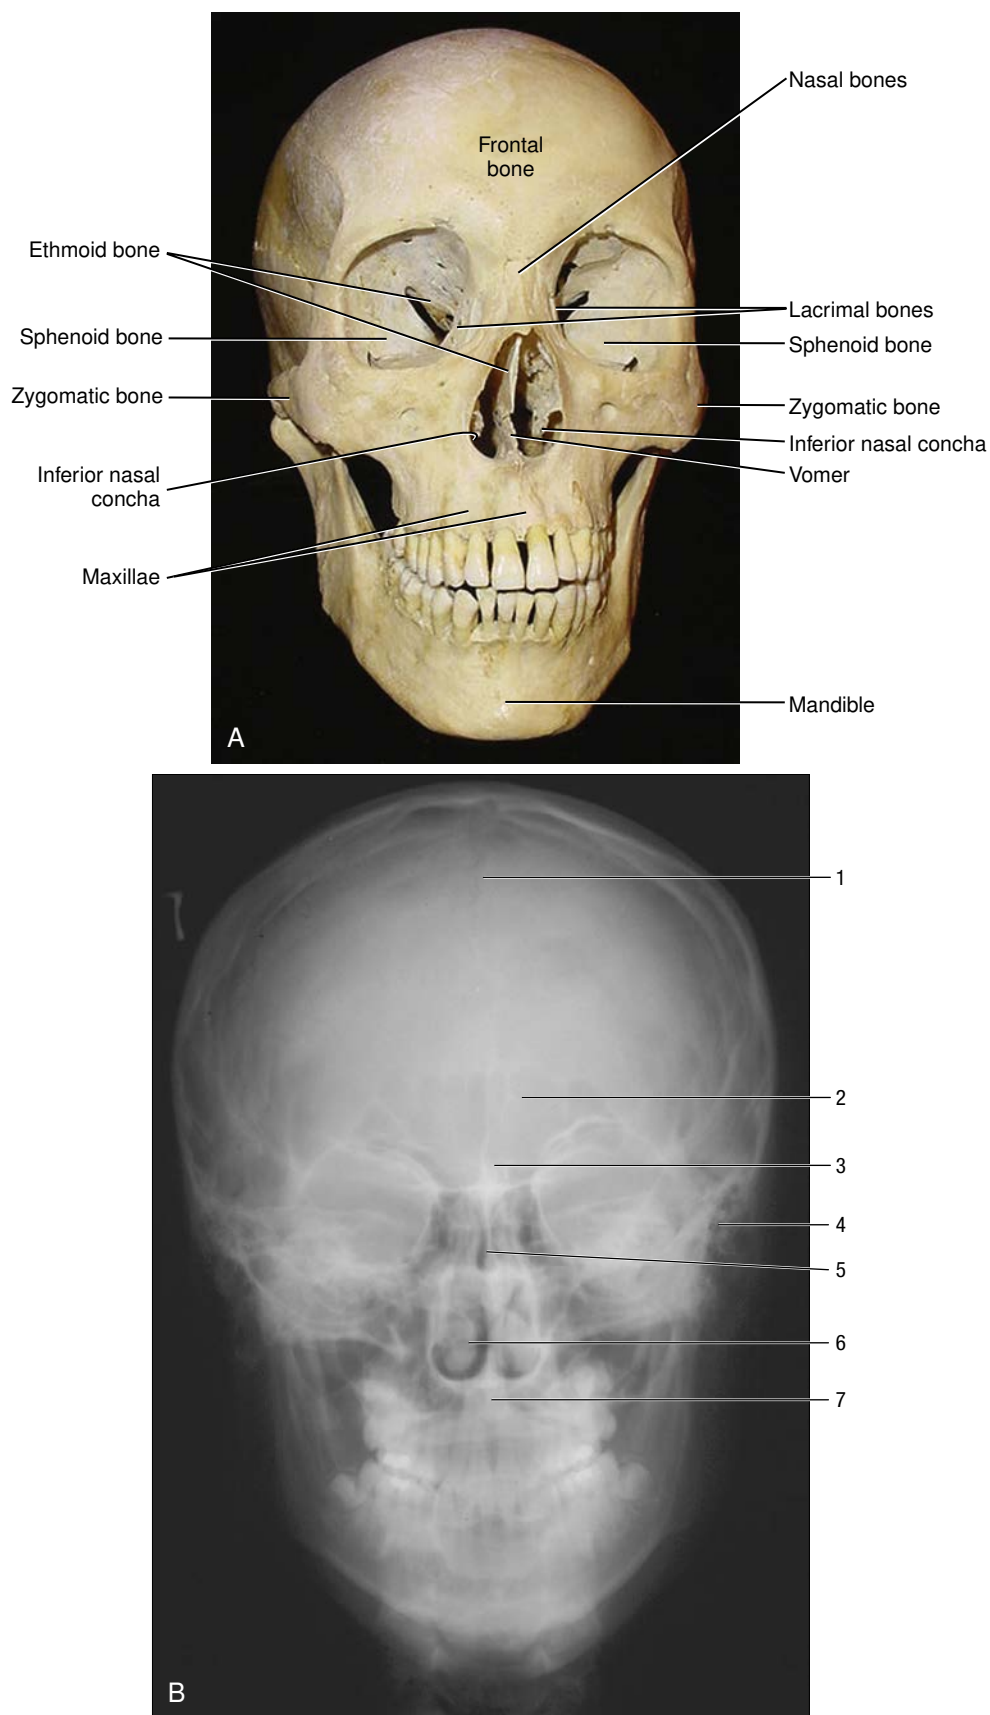 Nasal bones
Frontal
bone
Ethmoid bone
Lacrimal bones
Sphenoid bone
Sphenoid bone
Zygomatic bone
Zygomatic bone
Inferior nasal concha
Inferior nasal
concha
Vomer
Maxillae
Mandible
A
1
2
3
4
5
6
7
B